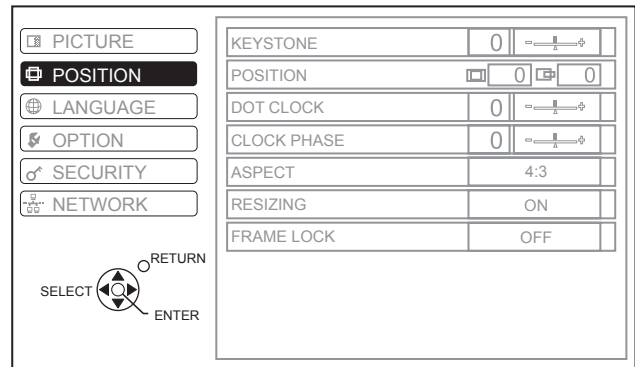 PICTURE
POSITION
LANGUAGE
OPTION
SECURITY
NETWORK
RETURN
SELECT
ENTER
KEYSTONE 0 - +
POSITION 0 0
DOT CLOCK 0 - +
CLOCK PHASE 0 - +
ASPECT 4:3
RESIZING ON
FRAME LOCK OFF